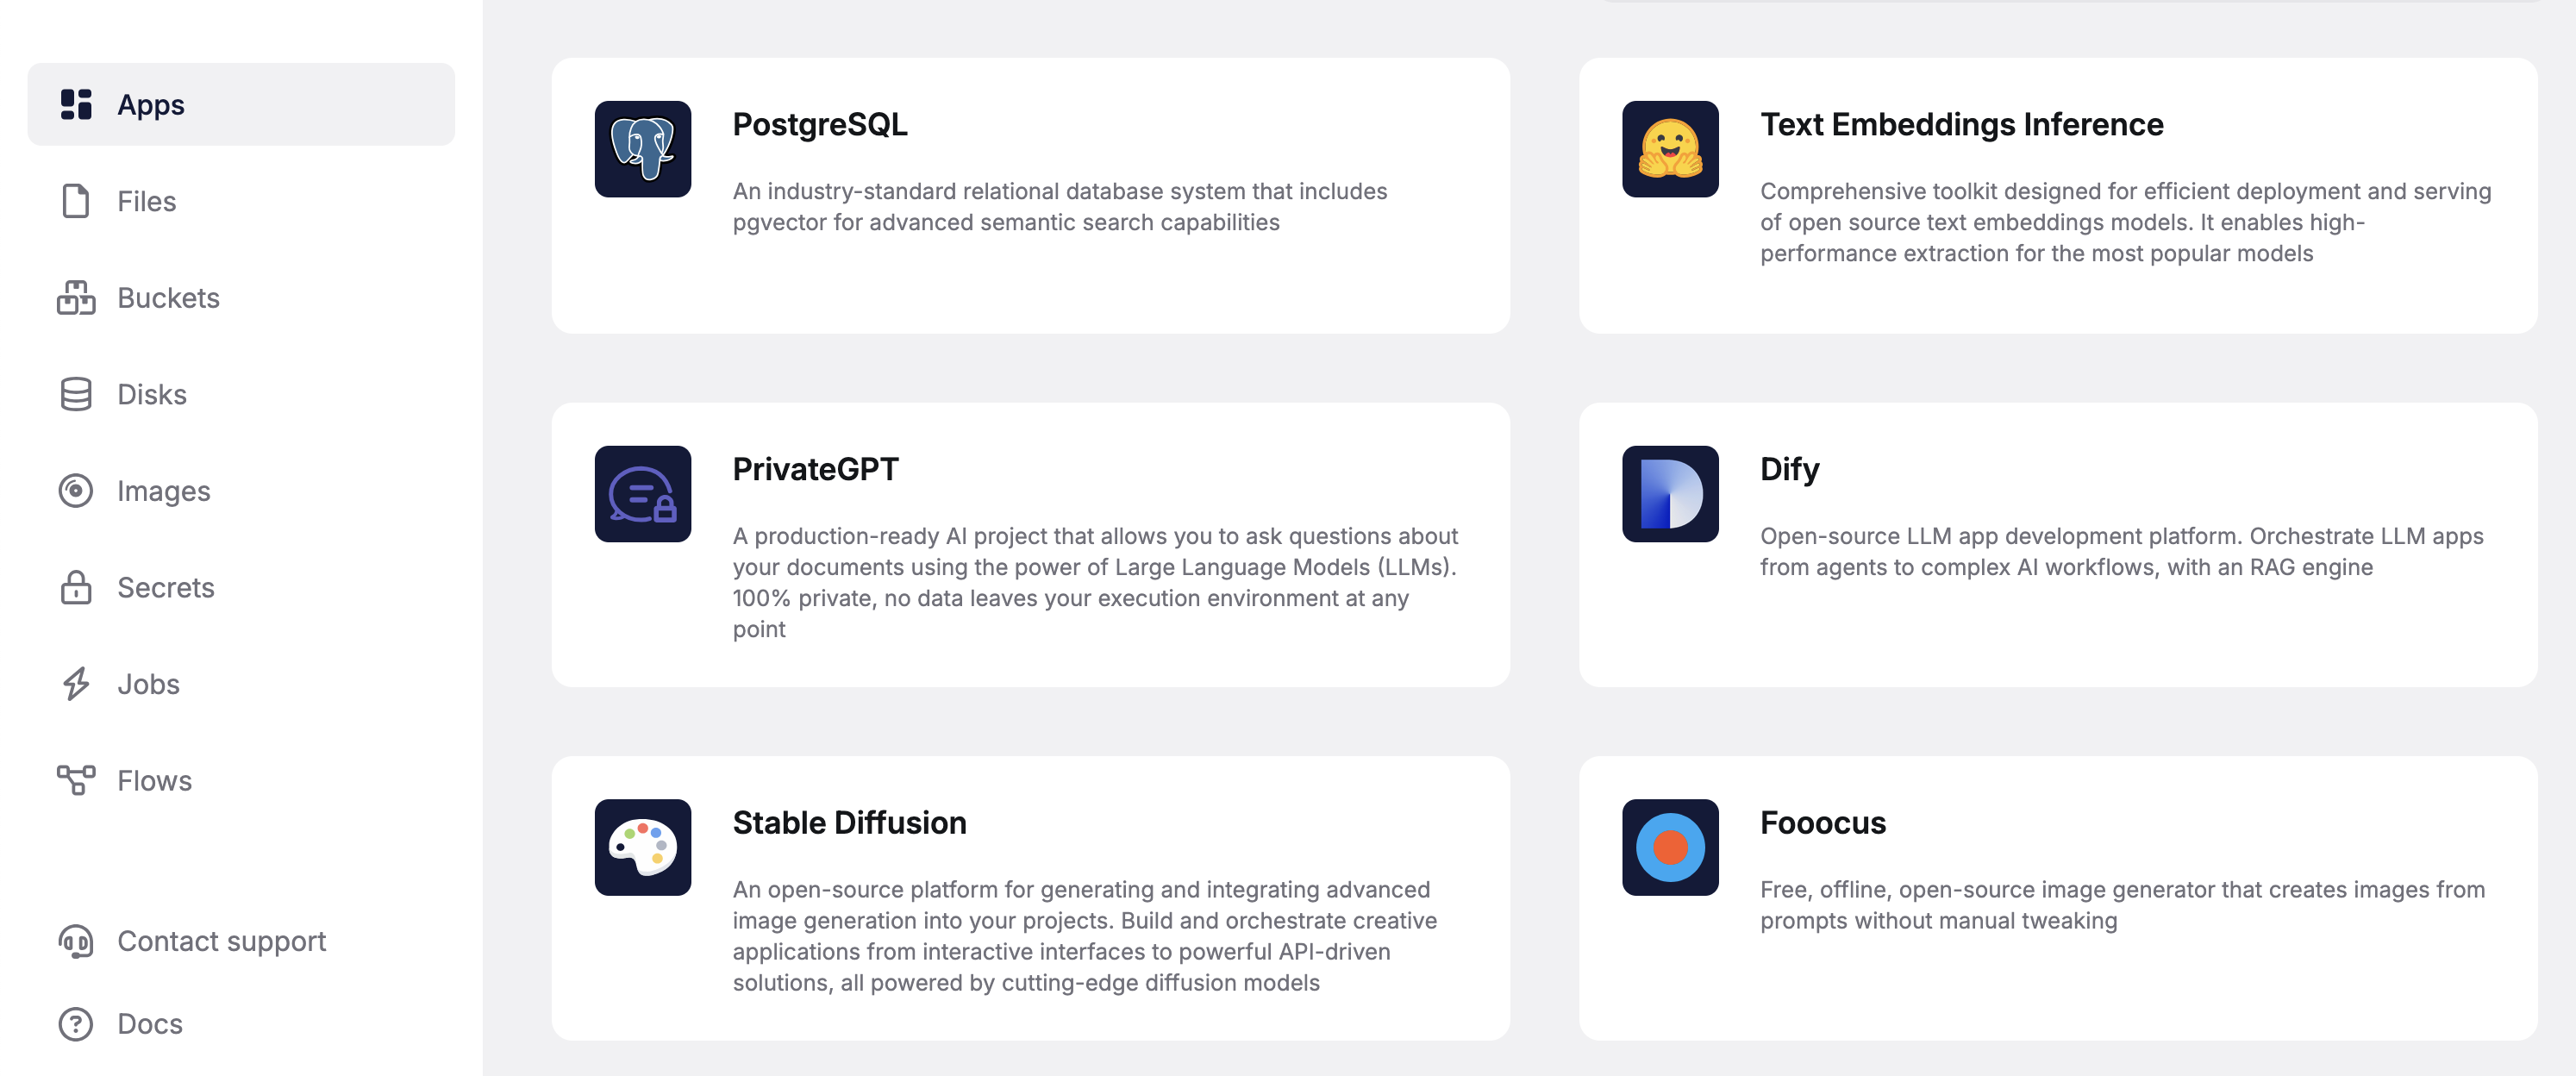 Apps
Files
Buckets
Disks
Images
Secrets
Jobs
Flows
Contact support
Docs
PostgreSQL
An industry-standard relational database system that includes
pgvector for advanced semantic search capabilities
Text Embeddings Inference
Comprehensive toolkit designed for efficient deployment and serving
of open source text embeddings models. It enables high-
performance extraction for the most popular models
PrivateGPT
A production-ready AI project that allows you to ask questions about
your documents using the power of Large Language Models (LLMs).
100% private, no data leaves your execution environment at any
point
Dify
Open-source LLM app development platform. Orchestrate LLM apps
from agents to complex AI workflows, with an RAG engine
Stable Diffusion
An open-source platform for generating and integrating advanced
image generation into your projects. Build and orchestrate creative
applications from interactive interfaces to powerful API-driven
solutions, all powered by cutting-edge diffusion models
Fooocus
Free, offline, open-source image generator that creates images from
prompts without manual tweaking